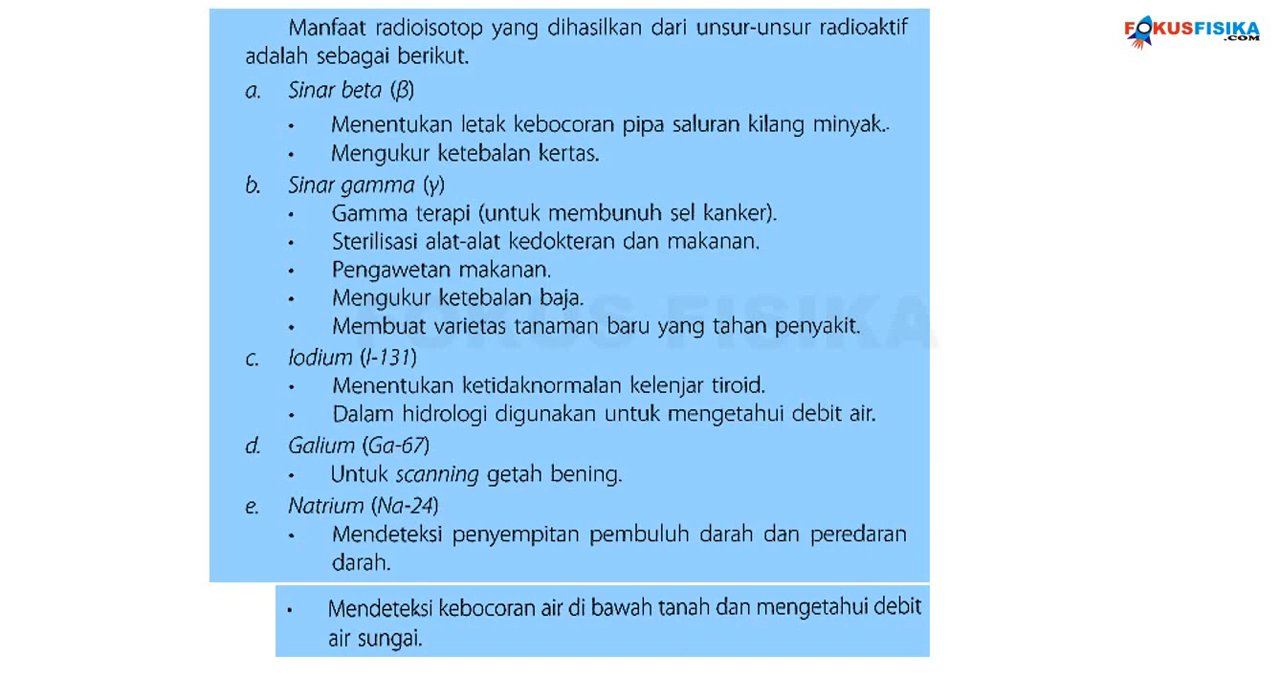 Manfaat radioisotop yang dihasilkan dari unsur-unsur radioaktif
adalah sebagai berikut.
a. Sinar beta (β)
• Menentukan letak kebocoran pipa saluran kilang minyak.
• Mengukur ketebalan kertas.
b. Sinar gamma (γ)
• Gamma terapi (untuk membunuh sel kanker).
• Sterilisasi alat-alat kedokteran dan makanan.
• Pengawetan makanan.
• Mengukur ketebalan baja.
• Membuat varietas tanaman baru yang tahan penyakit.
c. Iodium (I-131)
• Menentukan ketidaknormalan kelenjar tiroid.
• Dalam hidrologi digunakan untuk mengetahui debit air.
d. Galium (Ga-67)
• Untuk scanning getah bening.
e. Natrium (Na-24)
• Mendeteksi penyempitan pembuluh darah dan peredaran
darah.
• Mendeteksi kebocoran air di bawah tanah dan mengetahui debit
air sungai.
FOKUSFISIKA
.COM
FOKUS FISIKA